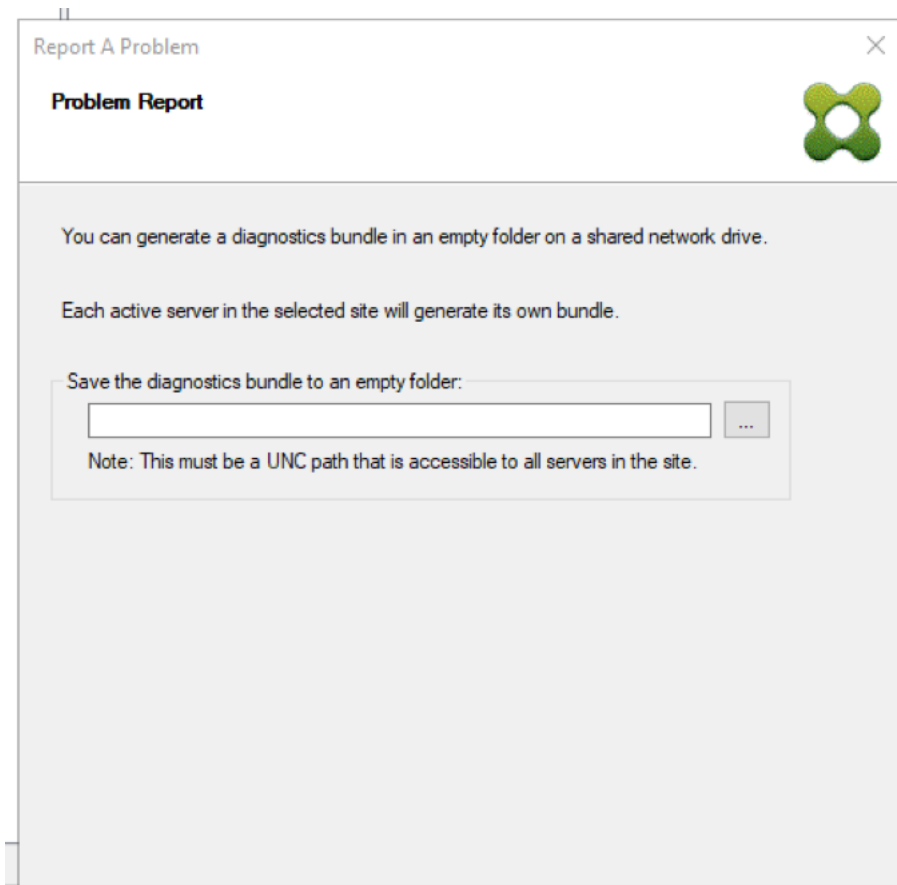 Report A Problem
Problem Report
You can generate a diagnostics bundle in an empty folder on a shared network drive.
Each active server in the selected site will generate its own bundle.
Save the diagnostics bundle to an empty folder:
...
Note: This must be a UNC path that is accessible to all servers in the site.